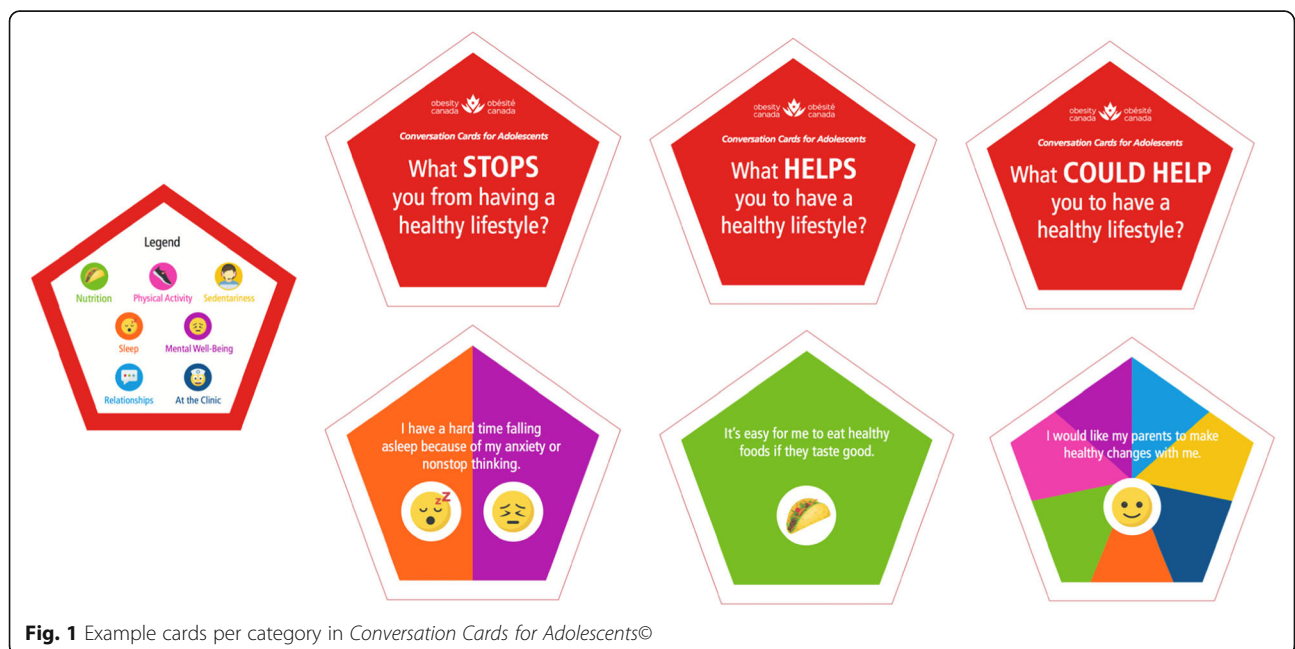 Legend
Nutrition
Physical Activity
Sedentariness
Sleep
Mental Well-Being
Relationships
At the Clinic
obesity canada obésité canada
Conversation Cards for Adolescents
What STOPS
you from having a
healthy lifestyle?
obesity canada obésité canada
Conversation Cards for Adolescents
What HELPS
you to have a
healthy lifestyle?
obesity canada obésité canada
Conversation Cards for Adolescents
What COULD HELP
you to have a
healthy lifestyle?
I have a hard time falling
asleep because of my anxiety or
nonstop thinking.
zzZ
It's easy for me to eat healthy
foods if they taste good.
I would like my parents to make
healthy changes with me.
Fig. 1 Example cards per category in Conversation Cards for Adolescents©